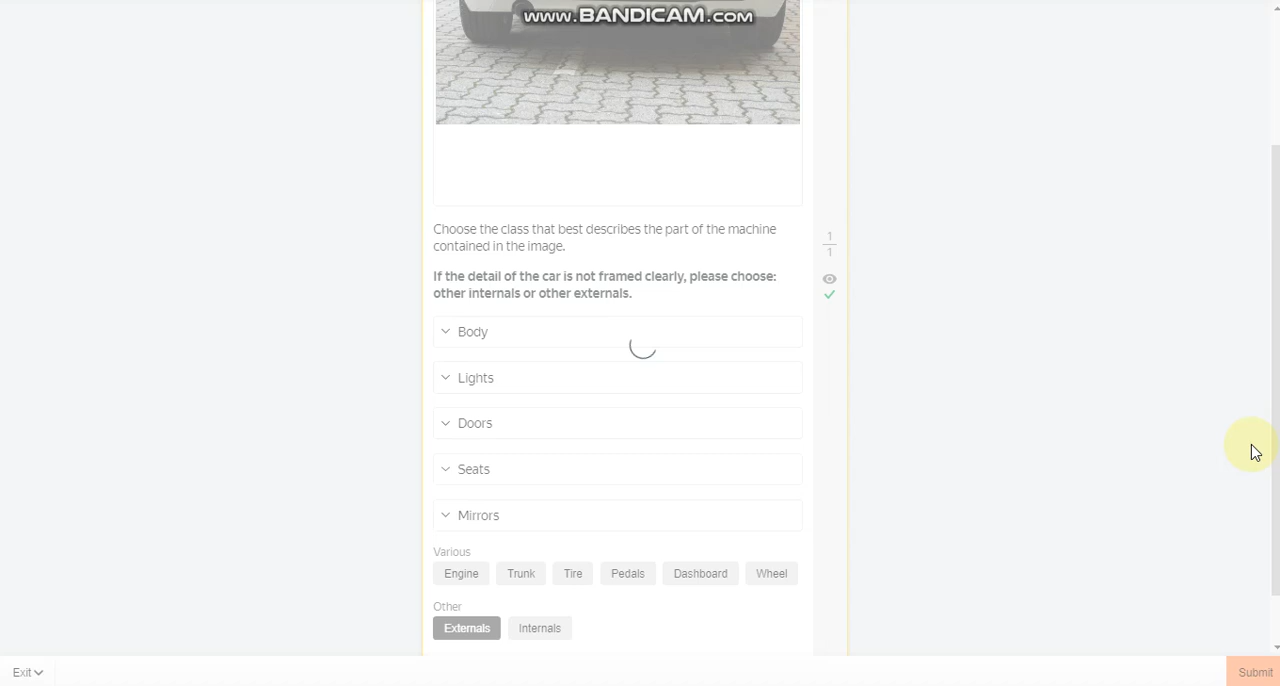 WWW.BANDICAM.COM
Choose the class that best describes the part of the machine
contained in the image.
1
1
If the detail of the car is not framed clearly, please choose:
other internals or other externals.
Body
Lights
Doors
Seats
Mirrors
Various
Engine Trunk Tire Pedals Dashboard Wheel
Other
Externals Internals
Exit Submit